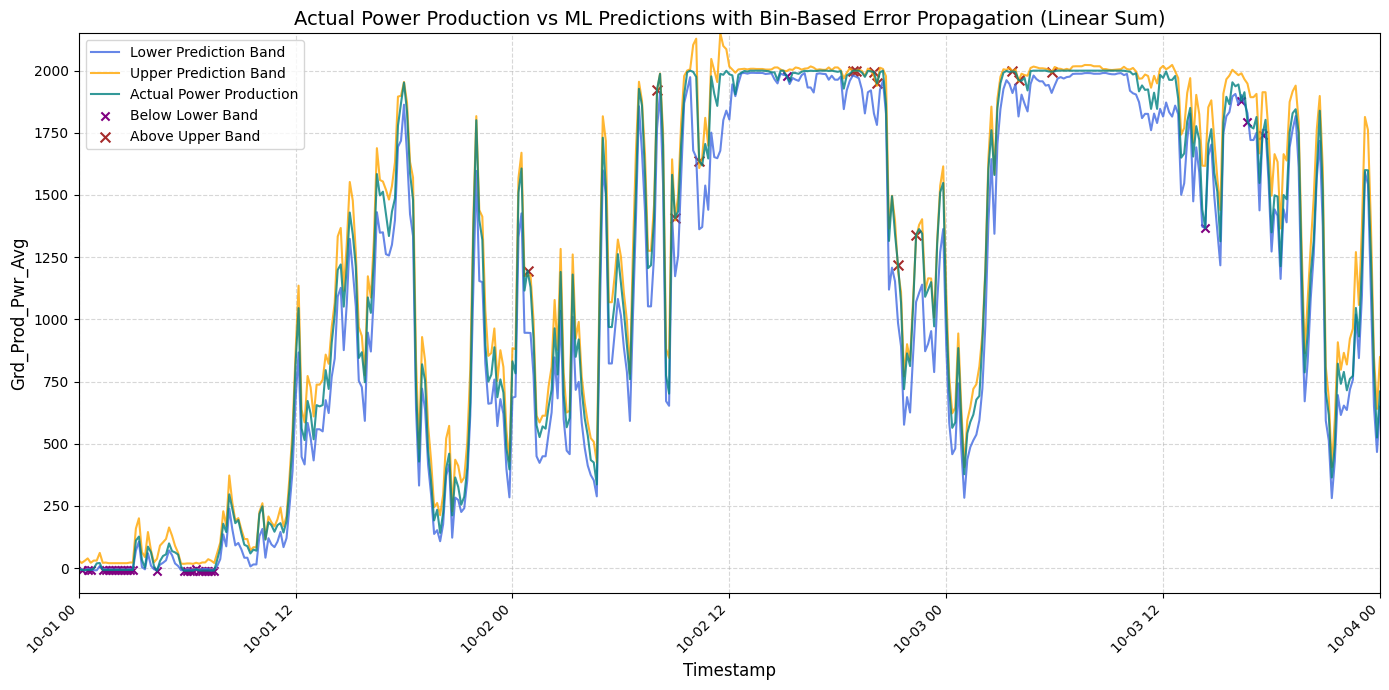 Actual Power Production vs ML Predictions with Bin-Based Error Propagation (Linear Sum)
Lower Prediction Band
Upper Prediction Band
Actual Power Production
Below Lower Band
Above Upper Band
Grd_Prod_Pwr_Avg
2000
1750
1500
1250
1000
750
500
250
0
10-01 00
10-01 12
10-02 00
10-02 12
10-03 00
10-03 12
10-04 00
Timestamp